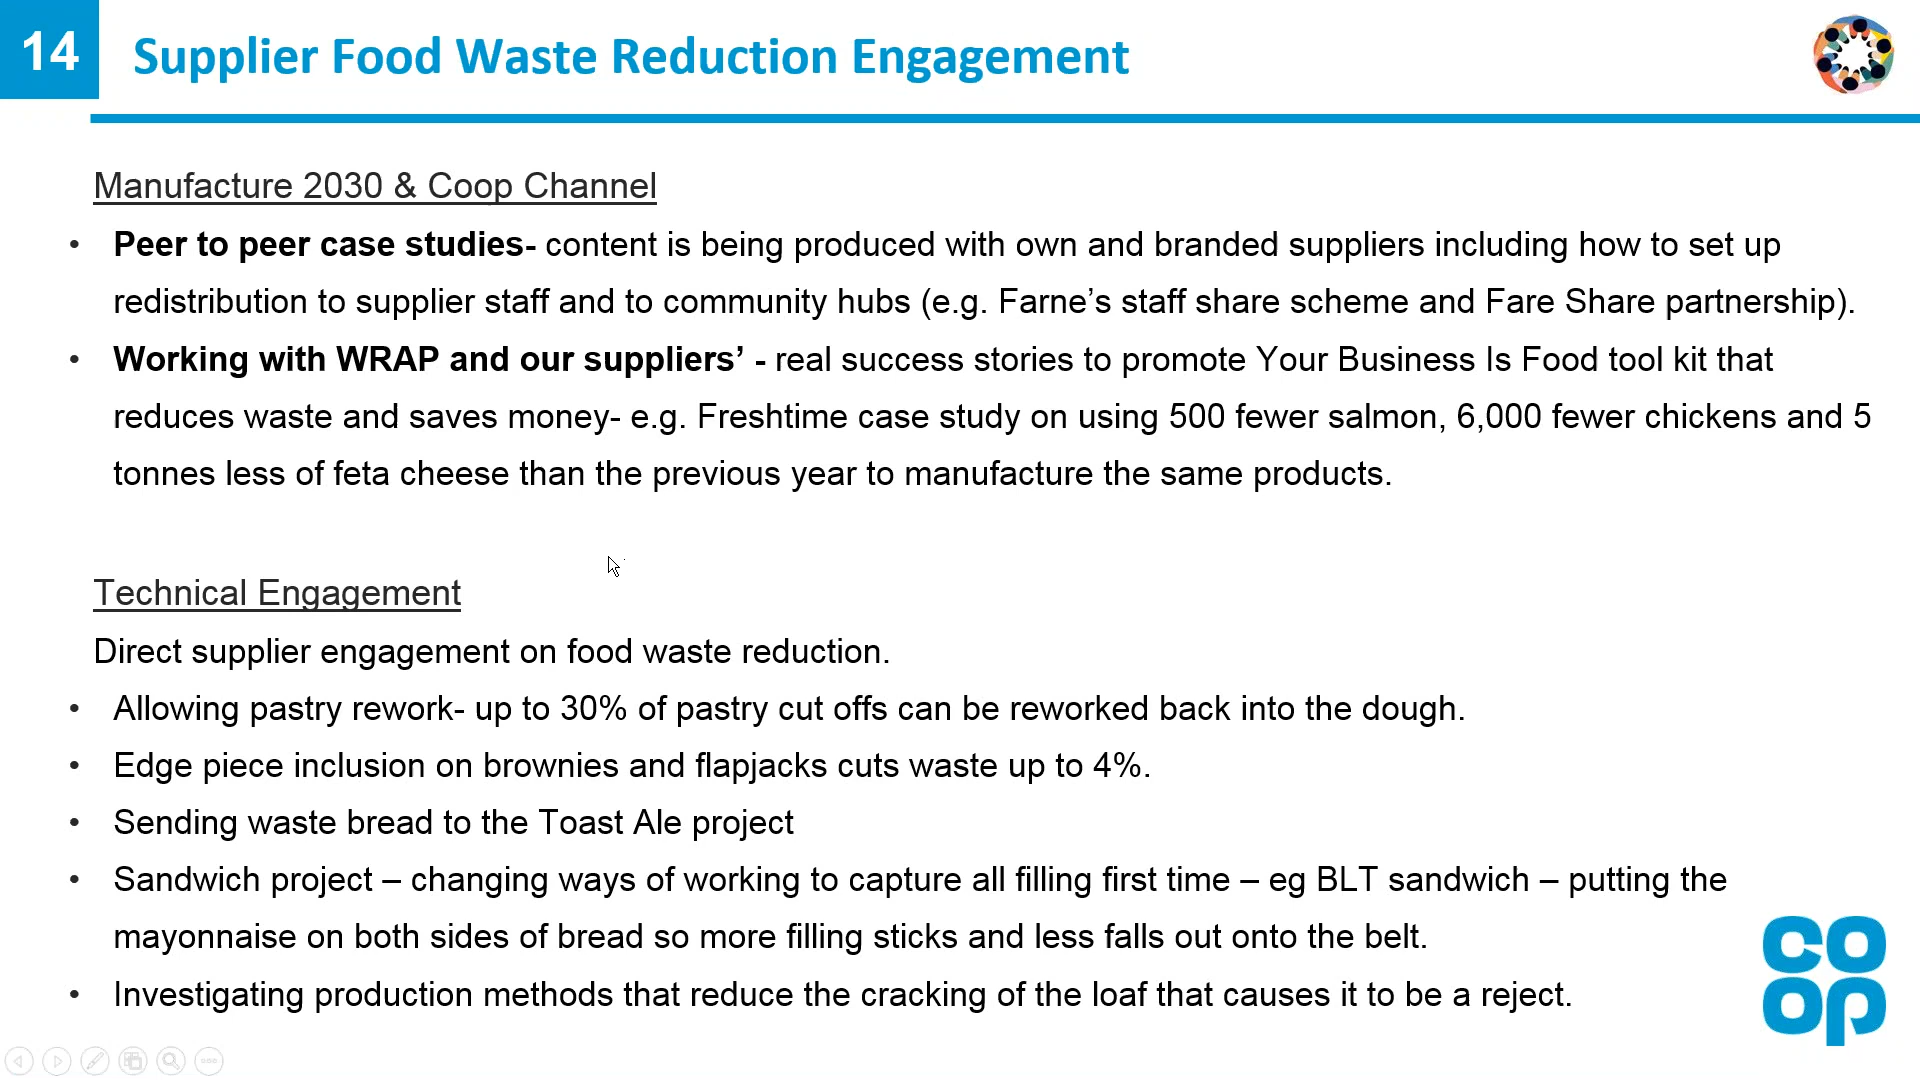 14
Supplier Food Waste Reduction Engagement
Manufacture 2030 & Coop Channel
• Peer to peer case studies- content is being produced with own and branded suppliers including how to set up
redistribution to supplier staff and to community hubs (e.g. Farne’s staff share scheme and Fare Share partnership).
• Working with WRAP and our suppliers’ - real success stories to promote Your Business Is Food tool kit that
reduces waste and saves money- e.g. Freshtime case study on using 500 fewer salmon, 6,000 fewer chickens and 5
tonnes less of feta cheese than the previous year to manufacture the same products.
Technical Engagement
Direct supplier engagement on food waste reduction.
• Allowing pastry rework- up to 30% of pastry cut offs can be reworked back into the dough.
• Edge piece inclusion on brownies and flapjacks cuts waste up to 4%.
• Sending waste bread to the Toast Ale project
• Sandwich project – changing ways of working to capture all filling first time – eg BLT sandwich – putting the
mayonnaise on both sides of bread so more filling sticks and less falls out onto the belt.
• Investigating production methods that reduce the cracking of the loaf that causes it to be a reject.
co
op